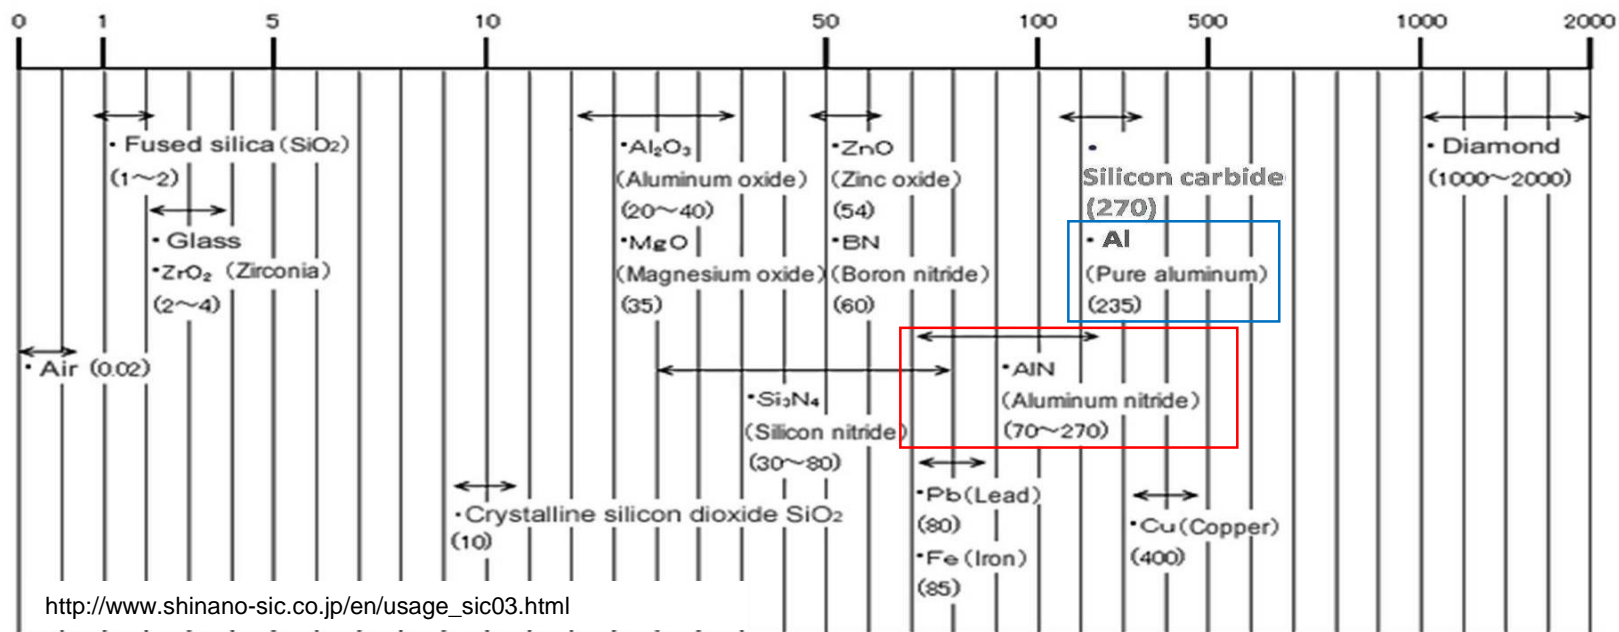 0 1 5 10 50 100 500 1000 2000
・Fused silica(SiO₂)
(1～2)
・Glass
・ZrO₂ (Zirconia)
(2～4)
・Air (0.02)
・Al₂O₃
(Aluminum oxide)
(20～40)
・MgO
(Magnesium oxide)
(35)
・Si₃N₄
(Silicon nitride)
(30～80)
・Crystalline silicon dioxide SiO₂
(10)
・ZnO
(Zinc oxide)
(54)
・BN
(Boron nitride)
(60)
・
Silicon carbide
(270)
・Al
(Pure aluminum)
(235)
・AlN
(Aluminum nitride)
(70～270)
・Pb(Lead)
(80)
・Fe(Iron)
(85)
・Cu(Copper)
(400)
・Diamond
(1000～2000)
http://www.shinano-sic.co.jp/en/usage_sic03.html